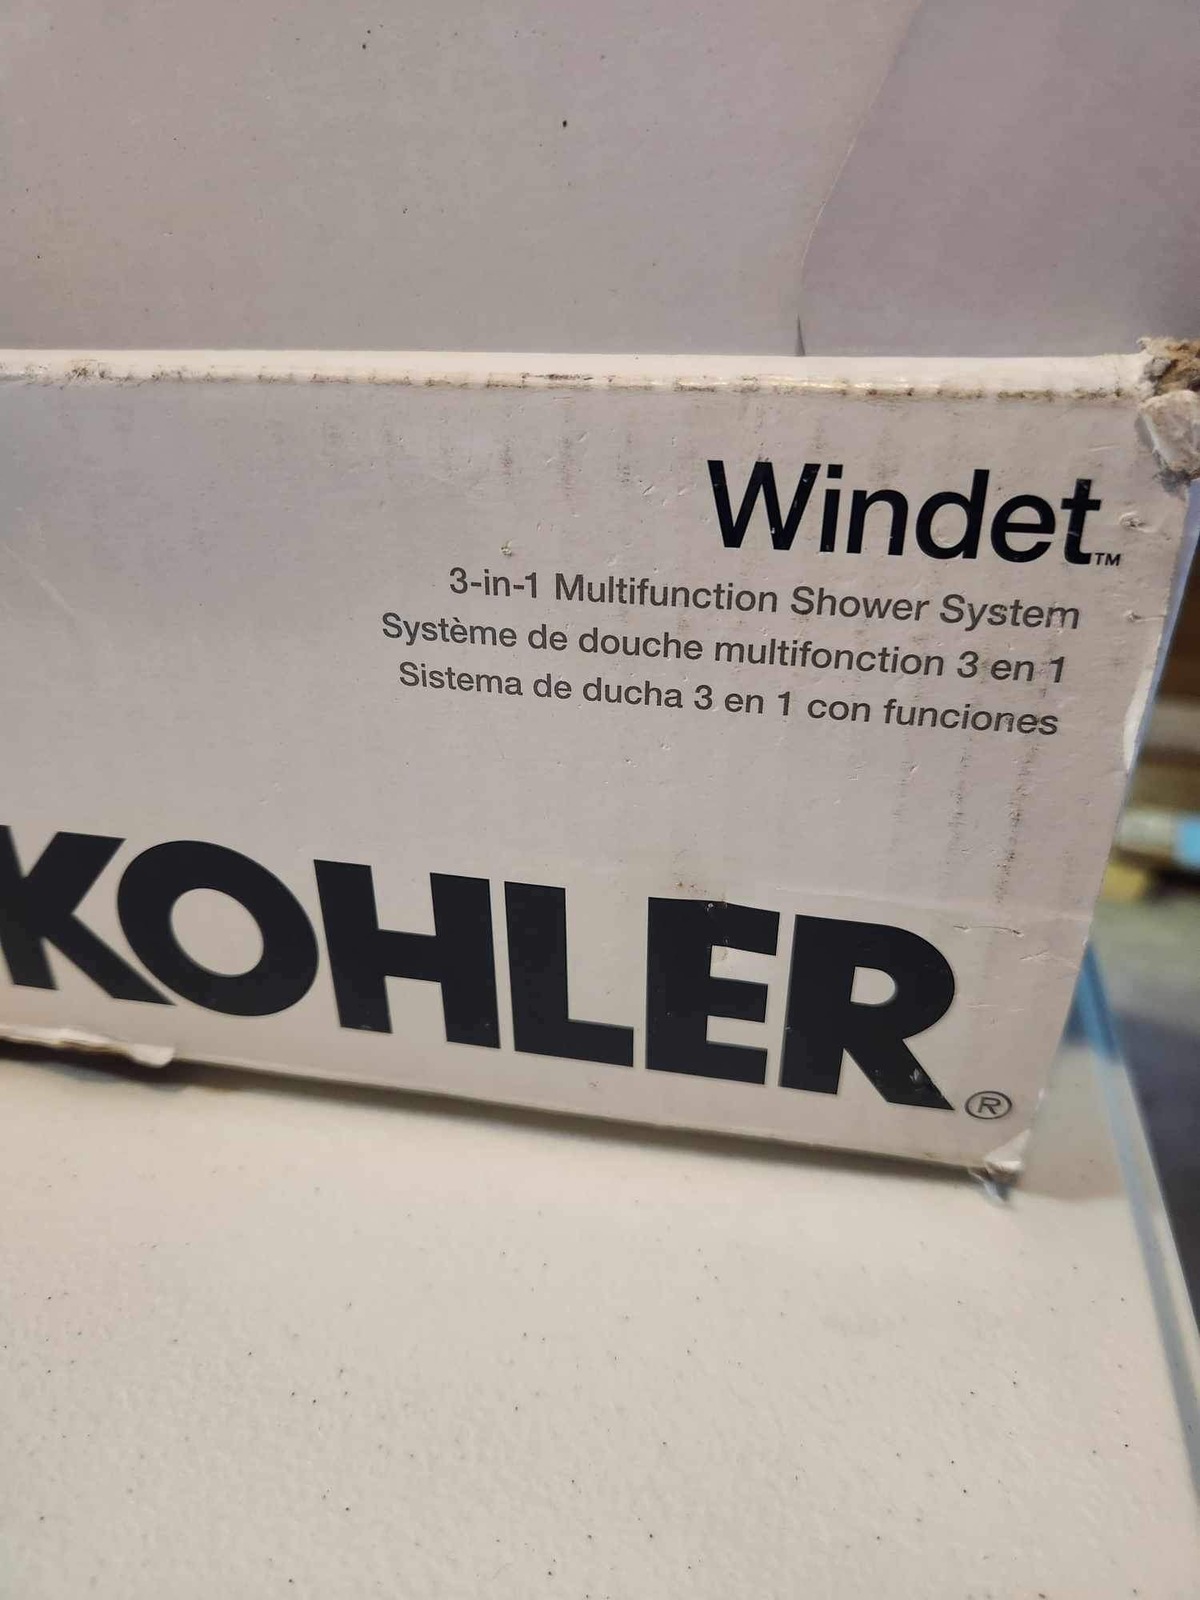 Windet™
3-in-1 Multifunction Shower System
Système de douche multifonction 3 en 1
Sistema de ducha 3 en 1 con funciones
KOHLER®